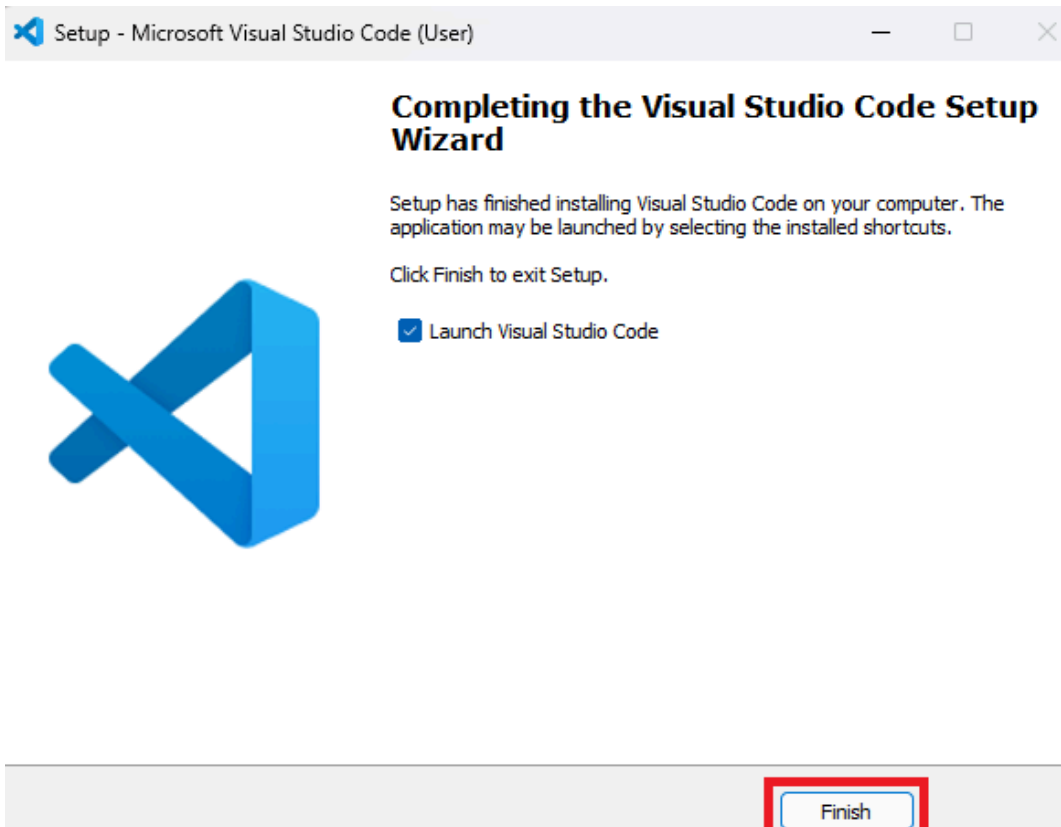 Setup - Microsoft Visual Studio Code (User)
Completing the Visual Studio Code Setup
Wizard
Setup has finished installing Visual Studio Code on your computer. The
application may be launched by selecting the installed shortcuts.
Click Finish to exit Setup.
Launch Visual Studio Code
Finish